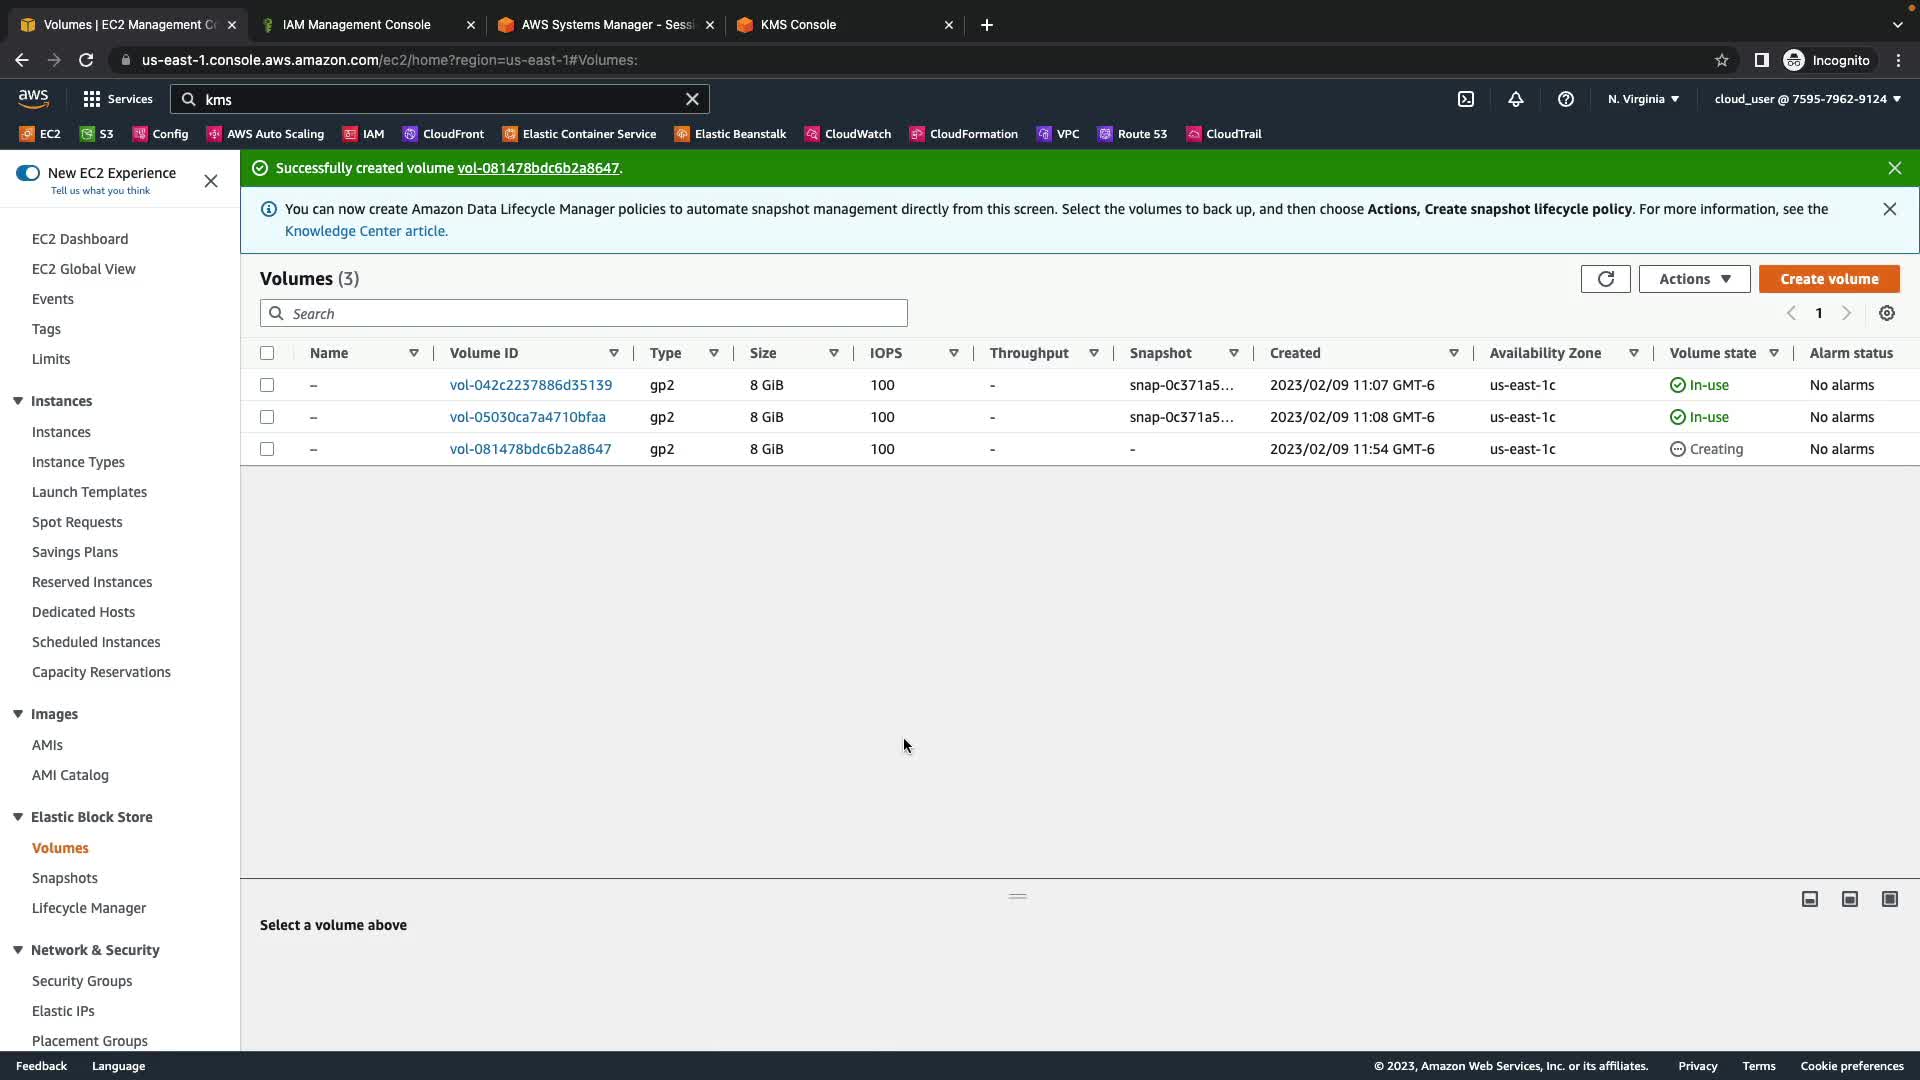 Volumes | EC2 Management Co
IAM Management Console
AWS Systems Manager - Sessi
KMS Console
us-east-1.console.aws.amazon.com/ec2/home?region=us-east-1#Volumes:
Incognito
aws
Services
kms
N. Virginia
cloud_user @ 7595-7962-9124
EC2
S3
Config
AWS Auto Scaling
IAM
CloudFront
Elastic Container Service
Elastic Beanstalk
CloudWatch
CloudFormation
VPC
Route 53
CloudTrail
New EC2 Experience
Tell us what you think
EC2 Dashboard
EC2 Global View
Events
Tags
Limits
Instances
Instances
Instance Types
Launch Templates
Spot Requests
Savings Plans
Reserved Instances
Dedicated Hosts
Scheduled Instances
Capacity Reservations
Images
AMIs
AMI Catalog
Elastic Block Store
Volumes
Snapshots
Lifecycle Manager
Network & Security
Security Groups
Elastic IPs
Placement Groups
Successfully created volume vol-081478bdc6b2a8647.
You can now create Amazon Data Lifecycle Manager policies to automate snapshot management directly from this screen. Select the volumes to back up, and then choose Actions, Create snapshot lifecycle policy. For more information, see the
Knowledge Center article.
Volumes (3)
Actions
Create volume
Search
1
Name Volume ID Type Size IOPS Throughput Snapshot Created Availability Zone Volume state Alarm status
– vol-042c2237886d35139 gp2 8 GiB 100 - snap-0c371a5... 2023/02/09 11:07 GMT-6 us-east-1c In-use No alarms
– vol-05030ca7a4710bfaa gp2 8 GiB 100 - snap-0c371a5... 2023/02/09 11:08 GMT-6 us-east-1c In-use No alarms
– vol-081478bdc6b2a8647 gp2 8 GiB 100 - - 2023/02/09 11:54 GMT-6 us-east-1c Creating No alarms
Select a volume above
Feedback
Language
© 2023, Amazon Web Services, Inc. or its affiliates.
Privacy
Terms
Cookie preferences